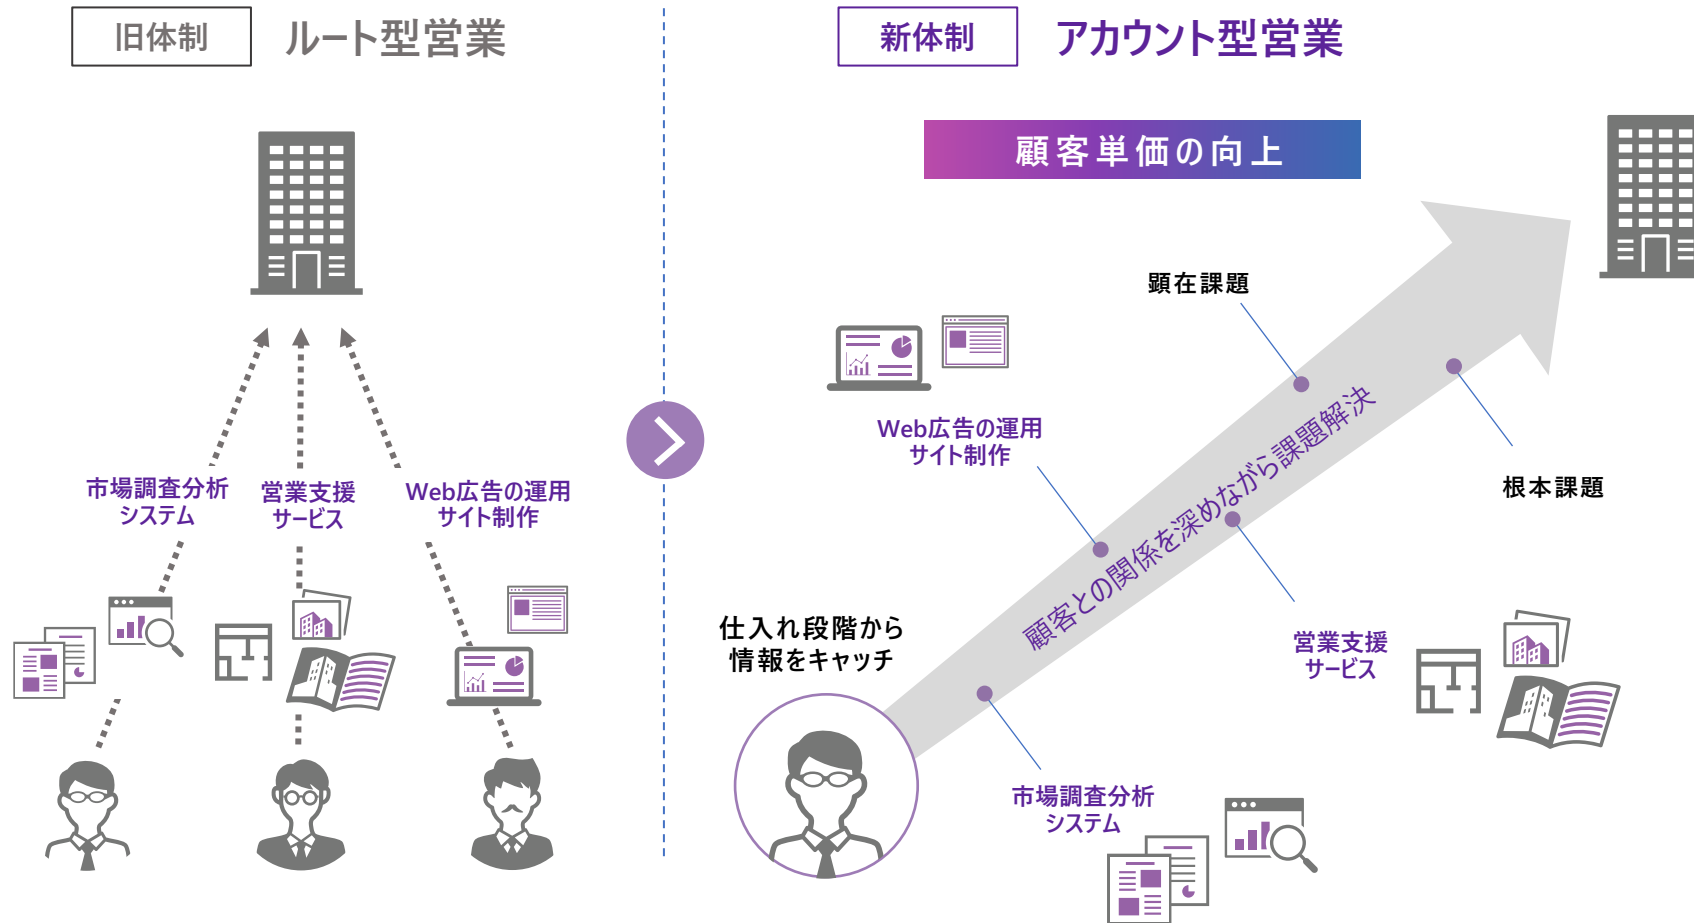 旧体制
ルート型営業
市場調査分析
システム
営業支援
サービス
Web広告の運用
サイト制作
新体制
アカウント型営業
顧客単価の向上
顕在課題
Web広告の運用
サイト制作
顧客との関係を深めながら課題解決
根本課題
仕入れ段階から
情報をキャッチ
営業支援
サービス
市場調査分析
システム